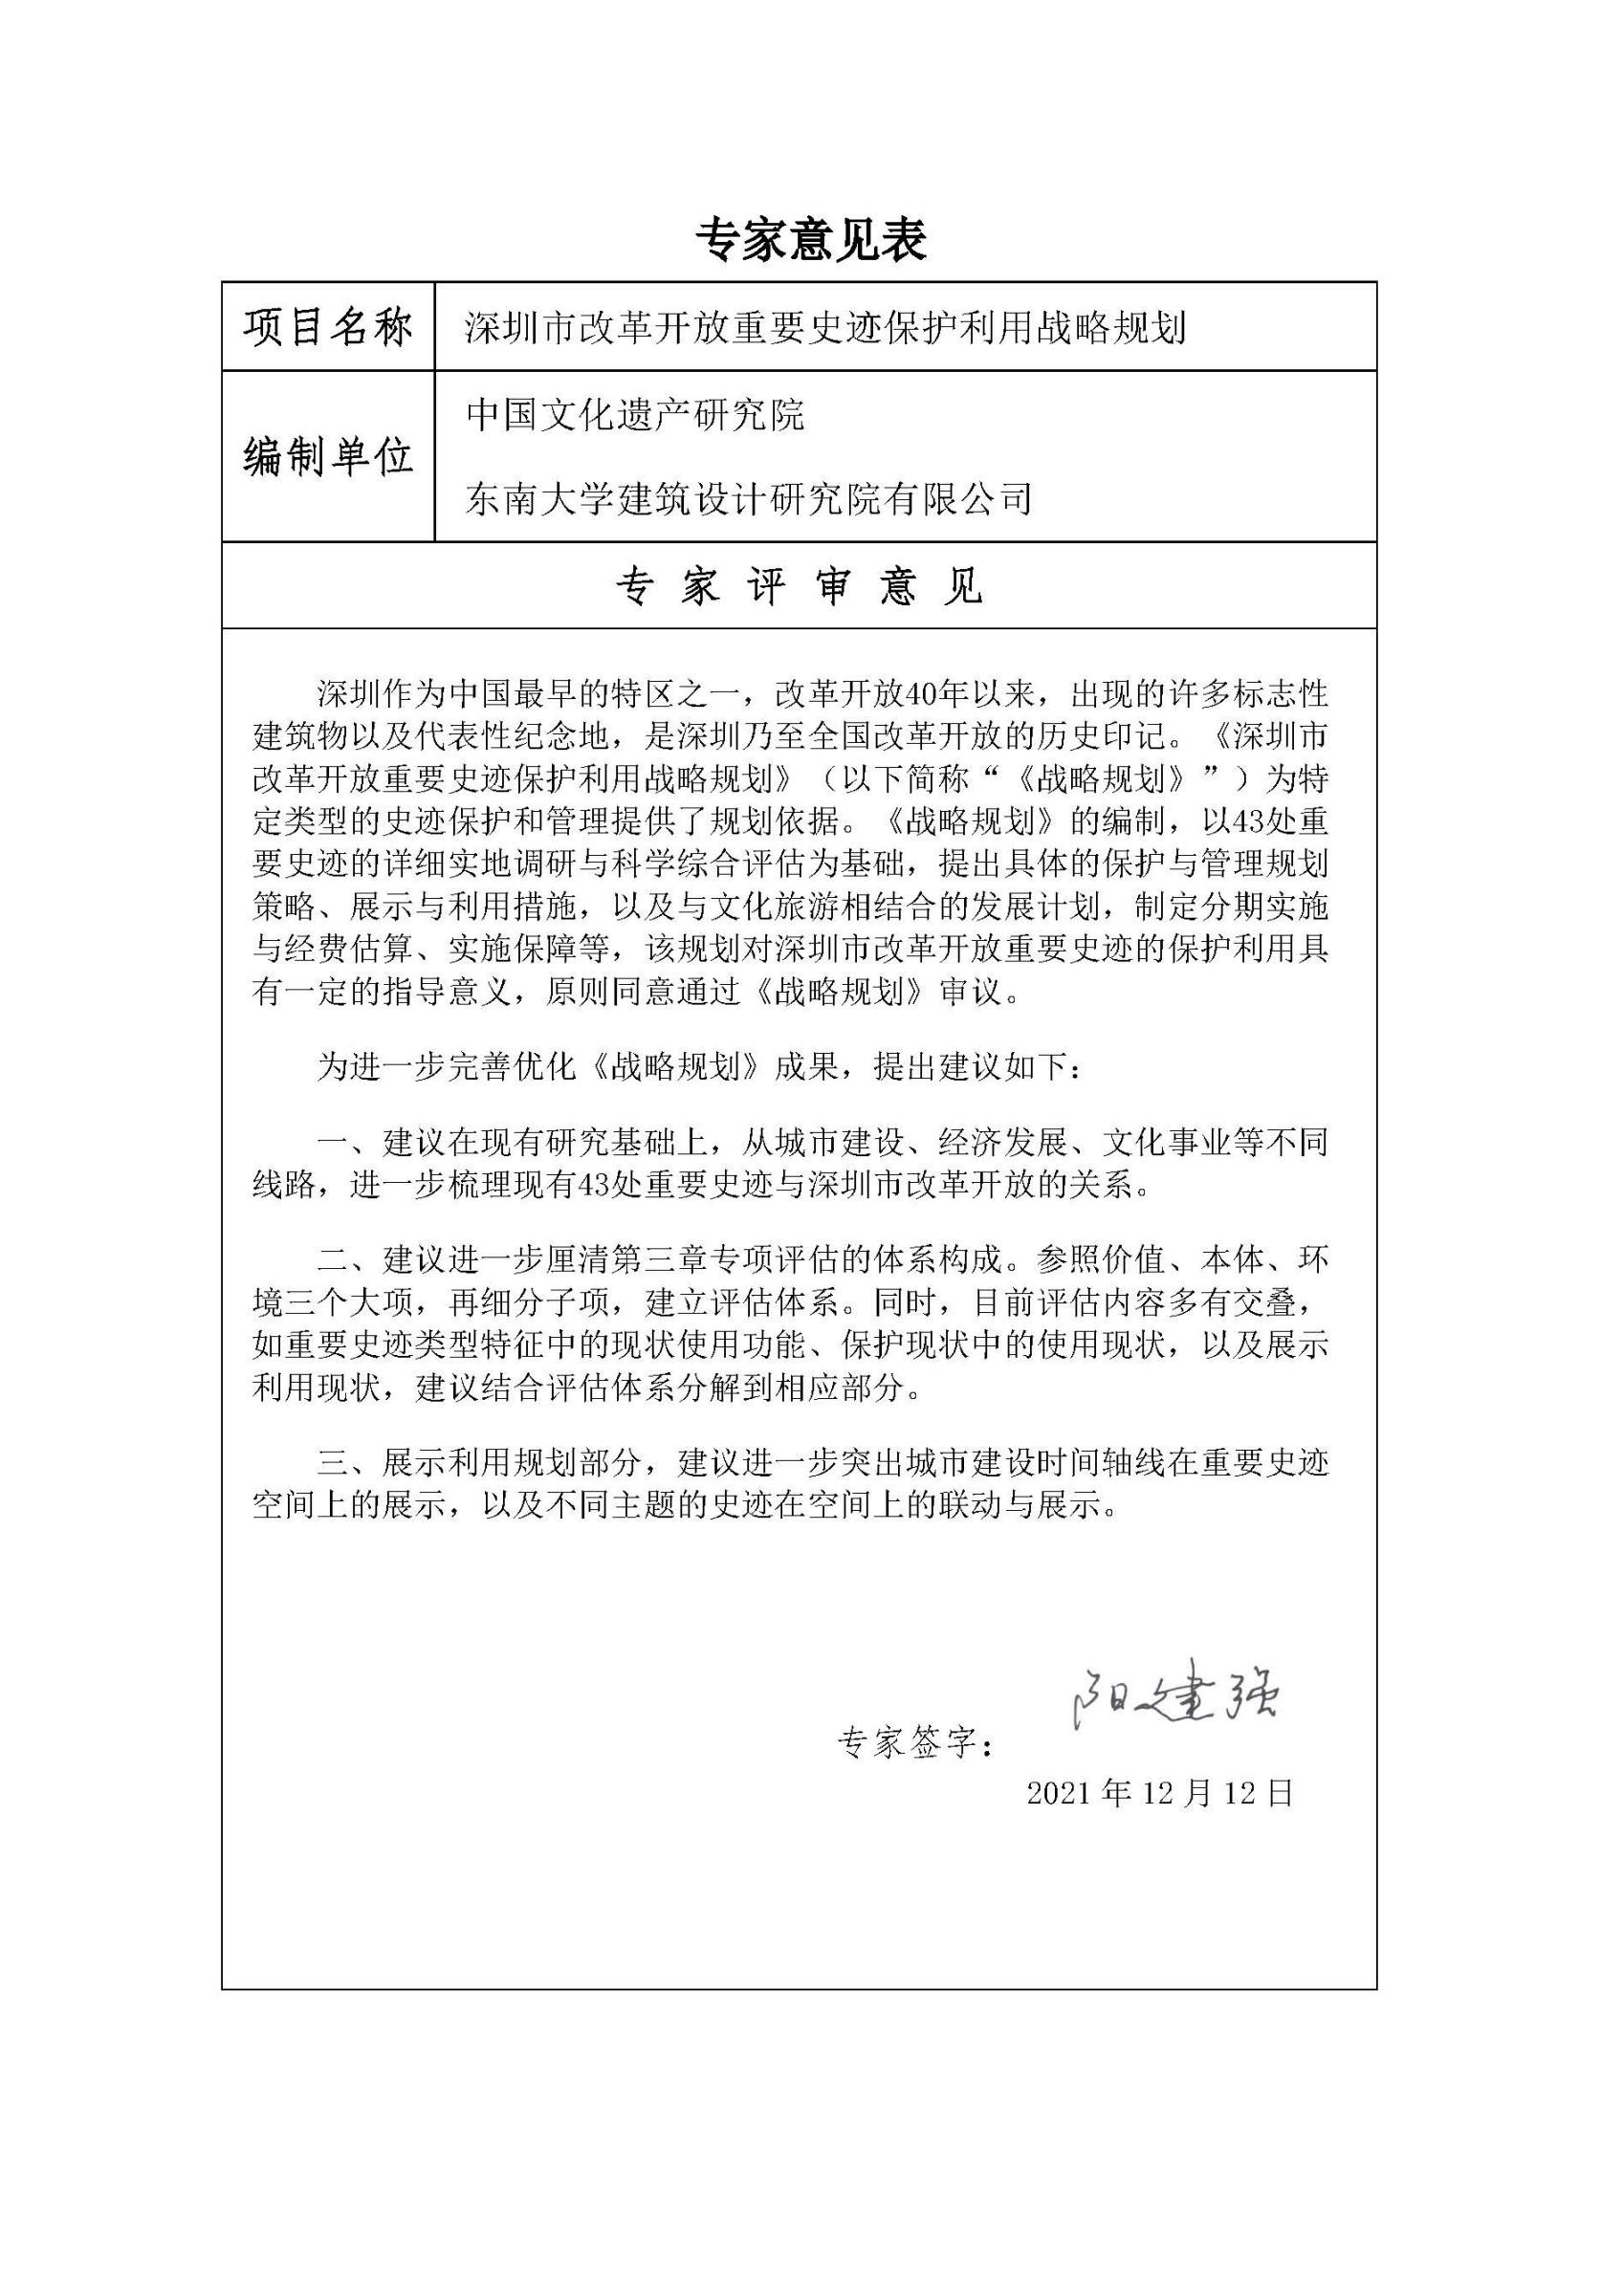 专家意见表
项目名称
深圳市改革开放重要史迹保护利用战略规划
编制单位
中国文化遗产研究院
东南大学建筑设计研究院有限公司
专家评审意见
深圳作为中国最早的特区之一，改革开放40年以来，出现的许多标志性
建筑物以及代表性纪念地，是深圳乃至全国改革开放的历史印记。《深圳市
改革开放重要史迹保护利用战略规划》（以下简称“《战略规划》”）为特
定类型的史迹保护和管理提供了规划依据。《战略规划》的编制，以43处重
要史迹的详细实地调研与科学综合评估为基础，提出具体的保护与管理规划
策略、展示与利用措施，以及与文化旅游相结合的发展计划，制定分期实施
与经费估算、实施保障等，该规划对深圳市改革开放重要史迹的保护利用具
有一定的指导意义，原则同意通过《战略规划》审议。
为进一步完善优化《战略规划》成果，提出建议如下：
一、建议在现有研究基础上，从城市建设、经济发展、文化事业等不同
线路，进一步梳理现有43处重要史迹与深圳市改革开放的关系。
二、建议进一步厘清第三章专项评估的体系构成。参照价值、本体、环
境三个大项，再细分子项，建立评估体系。同时，目前评估内容多有交叠，
如重要史迹类型特征中的现状使用功能、保护现状中的使用现状，以及展示
利用现状，建议结合评估体系分解到相应部分。
三、展示利用规划部分，建议进一步突出城市建设时间轴线在重要史迹
空间上的展示，以及不同主题的史迹在空间上的联动与展示。
阳建强
专家签字：
2021年12月12日